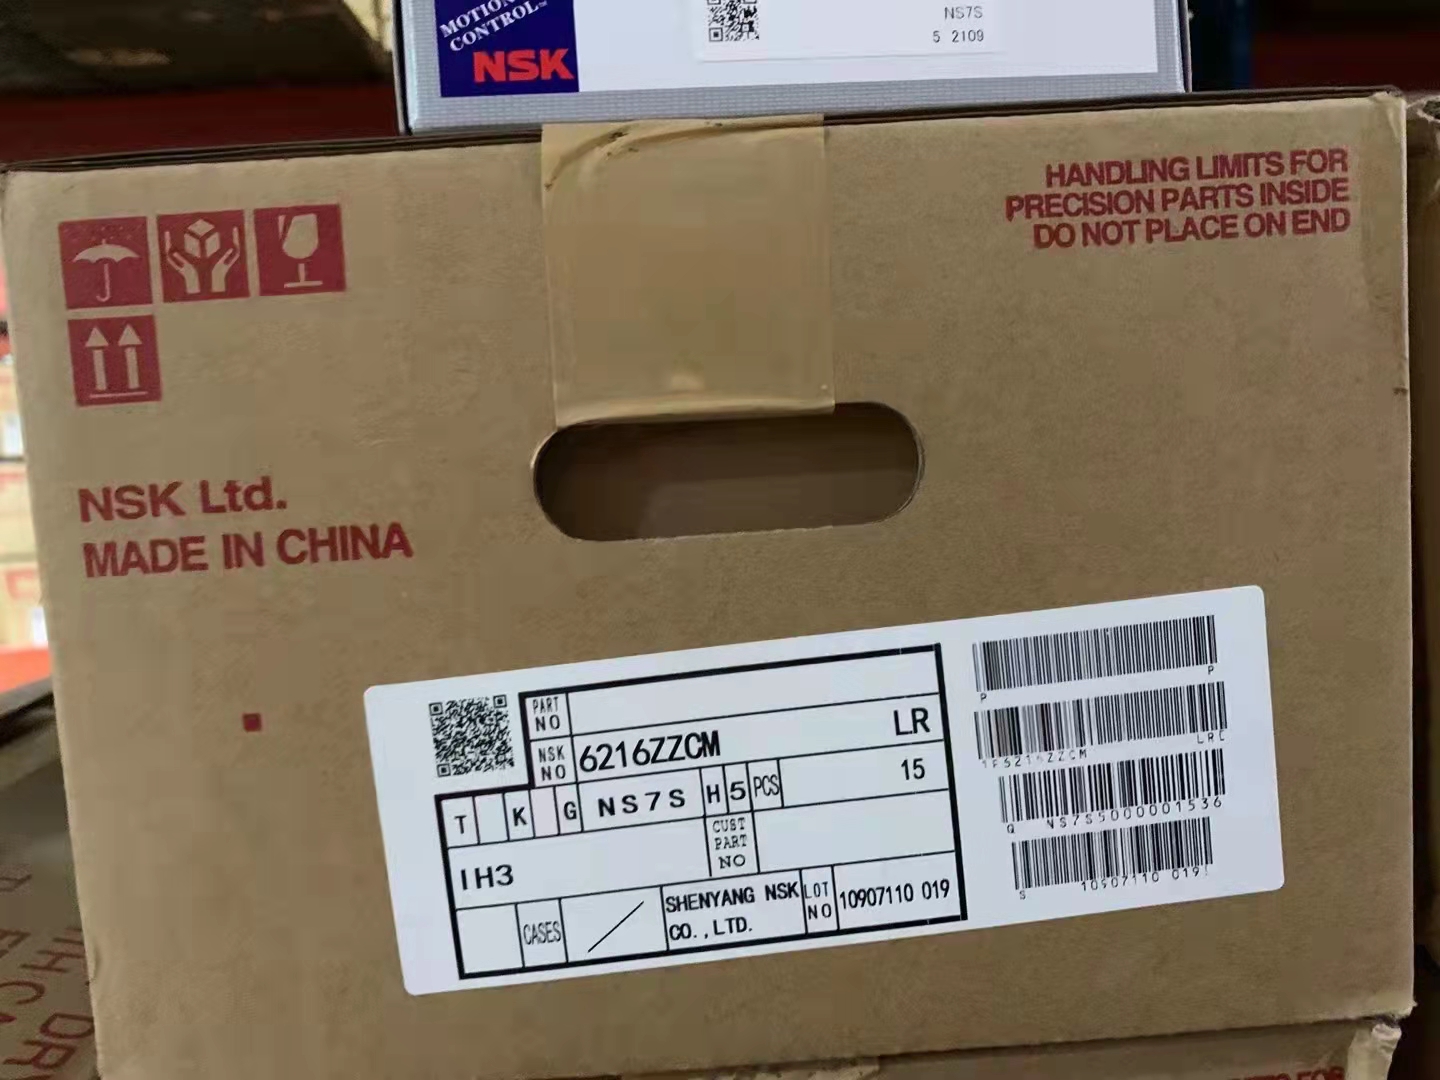 MOTION
CONTROL™
NSK
NS7S
5 2109
HANDLING LIMITS FOR
PRECISION PARTS INSIDE
DO NOT PLACE ON END
NSK Ltd.
MADE IN CHINA
PART NO
NSK NO 6216ZZCM LR
T K G NS7S H 5 PCS 15
IH3 CUST PART NO
CASES SHENYANG NSK CO.,LTD. LOT NO 10907110 019
P P
1P6216ZZCM LRC
Q NS7S5000001536
S 10907110 019